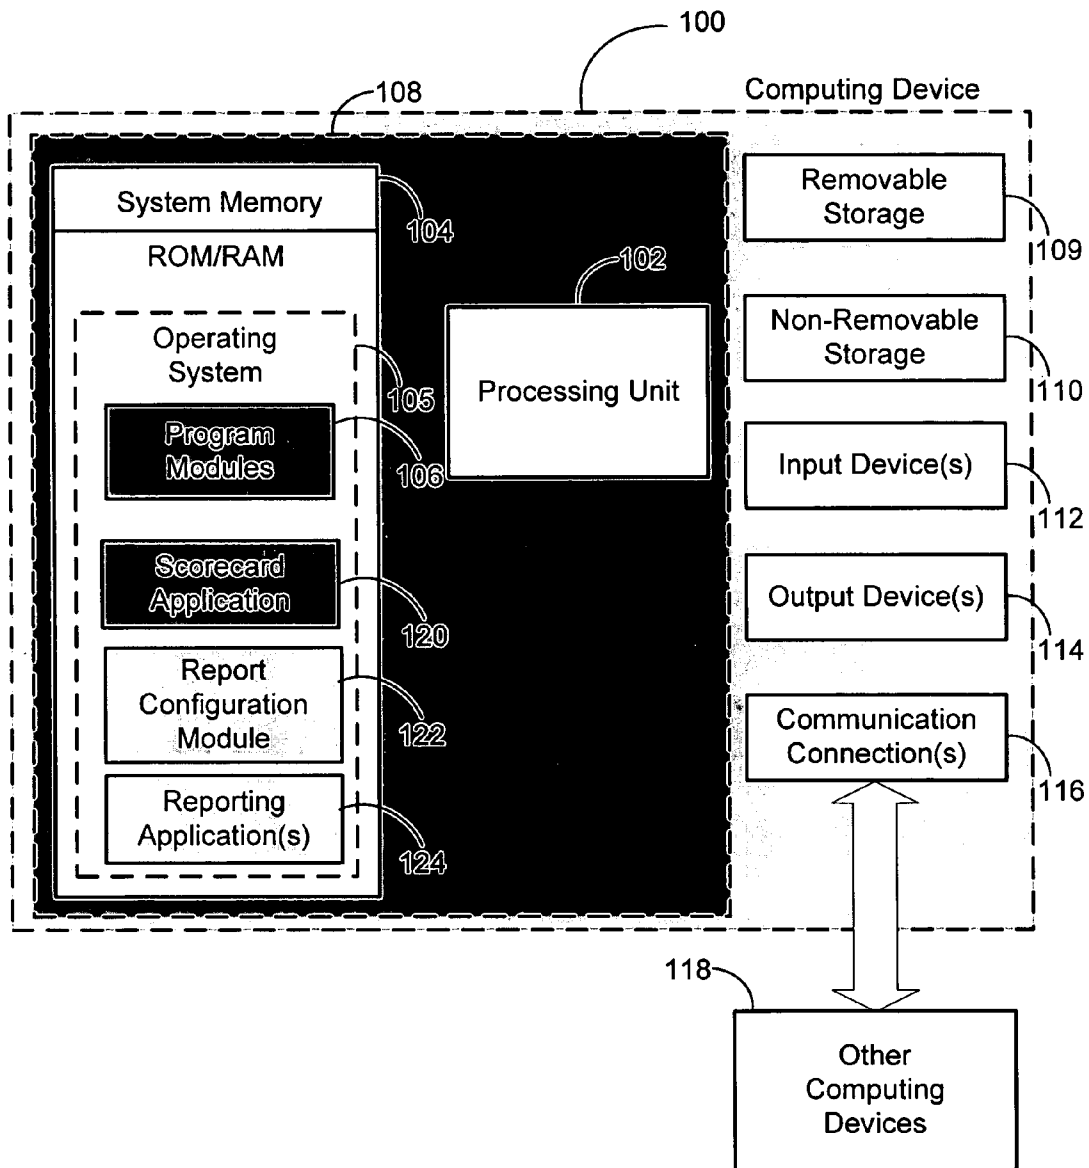 100
108
Computing Device
System Memory
104
ROM/RAM
Operating
System
105
Program
Modules
106
Scorecard
Application
120
Report
Configuration
Module
122
Reporting
Application(s)
124
102
Processing Unit
Removable
Storage
109
Non-Removable
Storage
110
Input Device(s)
112
Output Device(s)
114
Communication
Connection(s)
116
118
Other
Computing
Devices